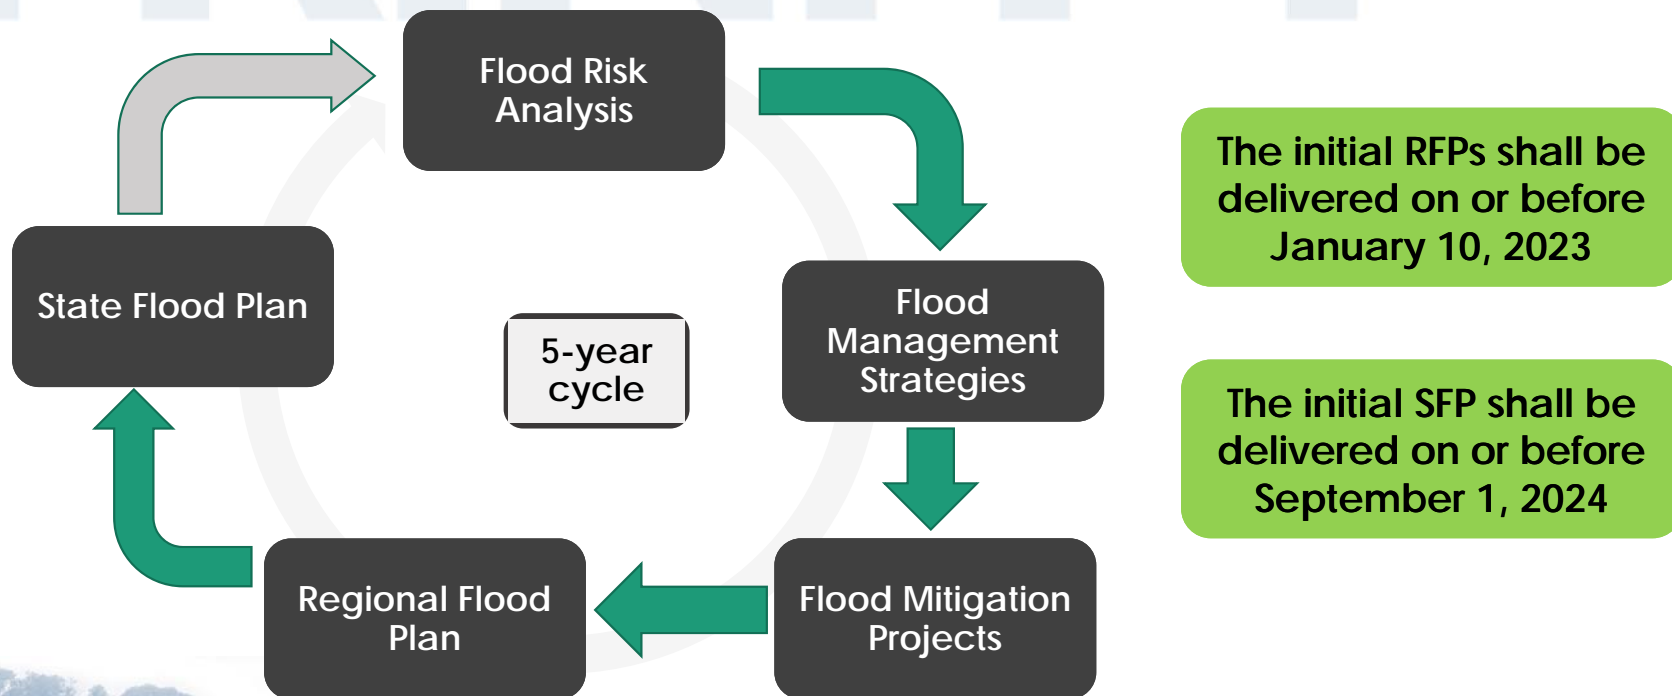 Flood Risk
Analysis
The initial RFPs shall be
delivered on or before
January 10, 2023
State Flood Plan
Flood
Management
Strategies
5-year
cycle
The initial SFP shall be
delivered on or before
September 1, 2024
Regional Flood
Plan
Flood Mitigation
Projects